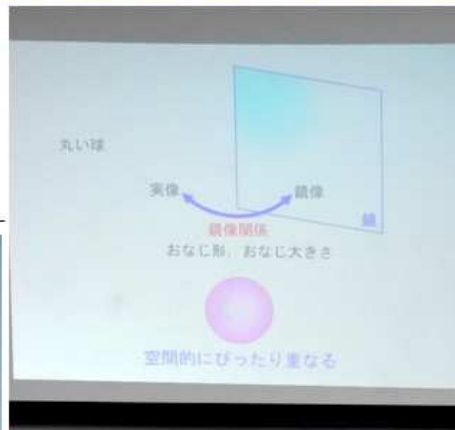 丸い球
実像
鏡像
鏡
鏡像関係
おなじ形，おなじ大きさ
空間的にぴったり重なる